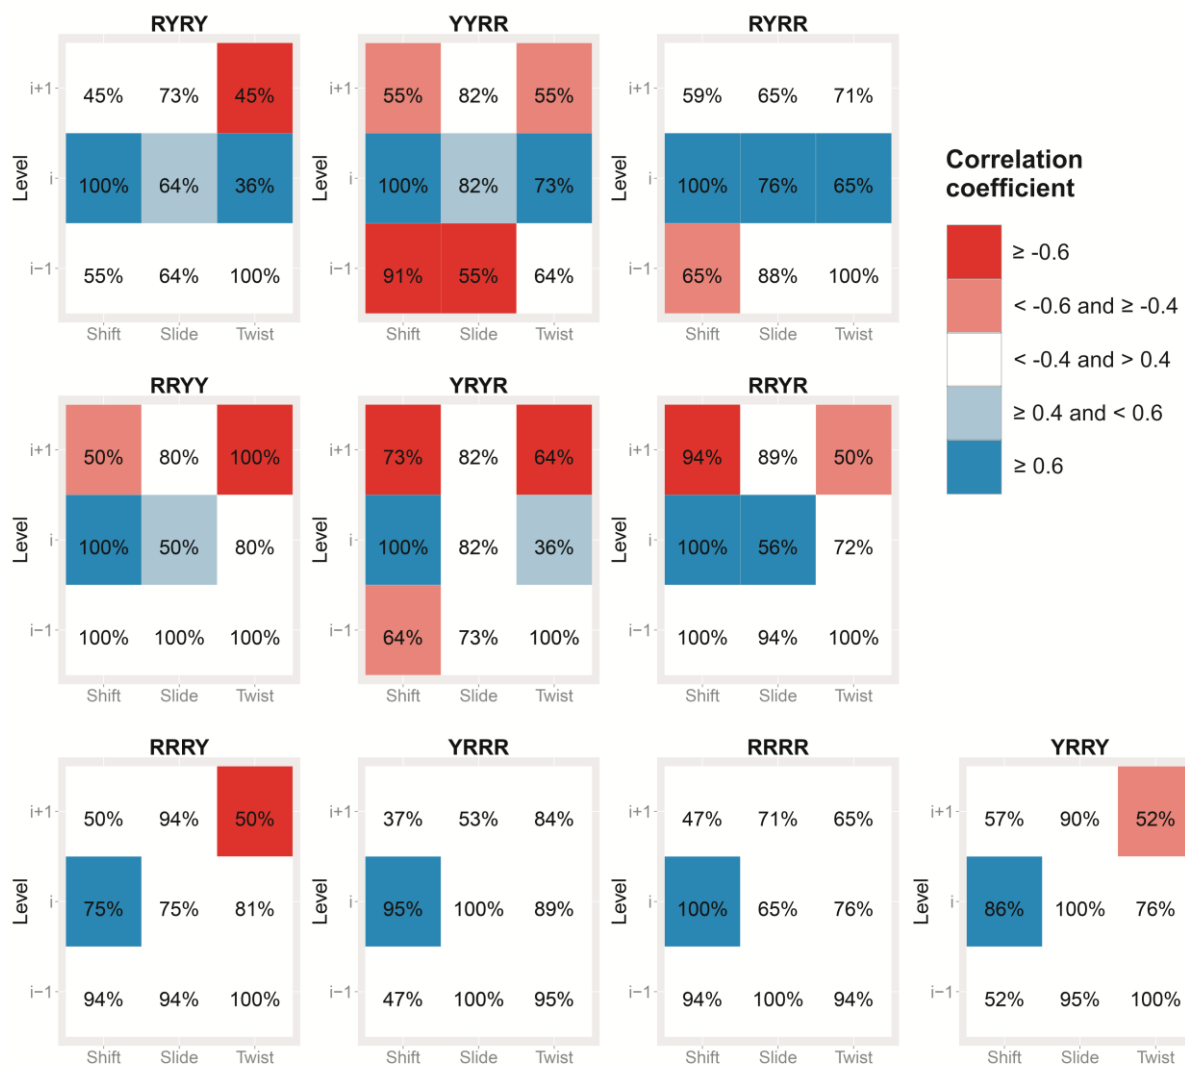 RYRY YYRR RYRR
i+1 45% 73% 45% i+1 55% 82% 55% i+1 59% 65% 71%
Level i 100% 64% 36% Level i 100% 82% 73% Level i 100% 76% 65%
i−1 55% 64% 100% i−1 91% 55% 64% i−1 65% 88% 100%
Shift Slide Twist Shift Slide Twist Shift Slide Twist
Correlation
coefficient
≥ -0.6
< -0.6 and ≥ -0.4
< -0.4 and > 0.4
≥ 0.4 and < 0.6
≥ 0.6
RRYY YRYR RRYR
i+1 50% 80% 100% i+1 73% 82% 64% i+1 94% 89% 50%
Level i 100% 50% 80% Level i 100% 82% 36% Level i 100% 56% 72%
i−1 100% 100% 100% i−1 64% 73% 100% i−1 100% 94% 100%
Shift Slide Twist Shift Slide Twist Shift Slide Twist
RRRY YRRR RRRR YRRY
i+1 50% 94% 50% i+1 37% 53% 84% i+1 47% 71% 65% i+1 57% 90% 52%
Level i 75% 75% 81% Level i 95% 100% 89% Level i 100% 65% 76% Level i 86% 100% 76%
i−1 94% 94% 100% i−1 47% 100% 95% i−1 94% 100% 94% i−1 52% 95% 100%
Shift Slide Twist Shift Slide Twist Shift Slide Twist Shift Slide Twist